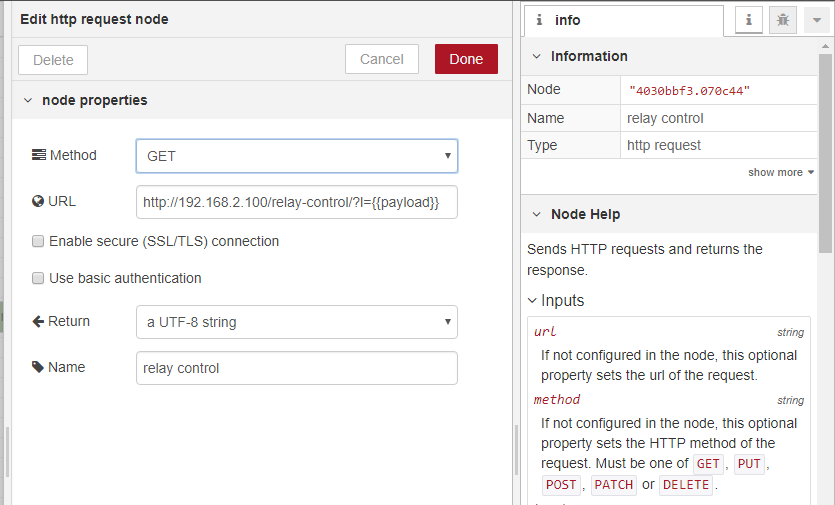 Edit http request node
Delete
Cancel
Done
node properties
Method
GET
URL
http://192.168.2.100/relay-control/?l={{payload}}
Enable secure (SSL/TLS) connection
Use basic authentication
Return
a UTF-8 string
Name
relay control
i info
i
Information
Node "4030bbf3.070c44"
Name relay control
Type http request
show more
Node Help
Sends HTTP requests and returns the
response.
Inputs
url string
If not configured in the node, this optional
property sets the url of the request.
method string
If not configured in the node, this optional
property sets the HTTP method of the
request. Must be one of GET, PUT,
POST, PATCH or DELETE.